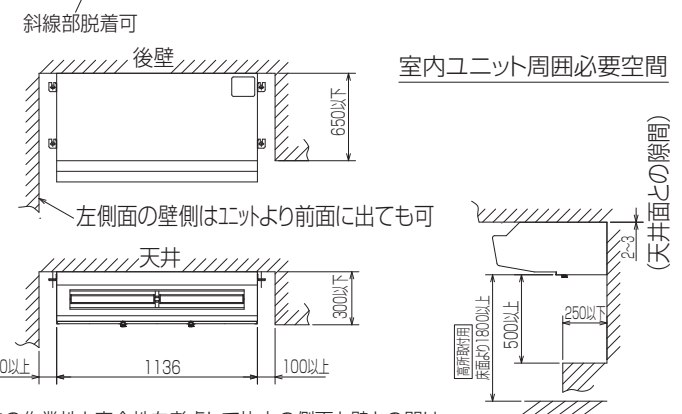 斜線部脱着可
後壁
室内ユニット周囲必要空間
650以下
左側面の壁側はユニットより前面に出ても可
天井
300以下
1136
100以上
2~3
(天井面との隙間)
250以下
500以上
高所取付用
床面より1800以上